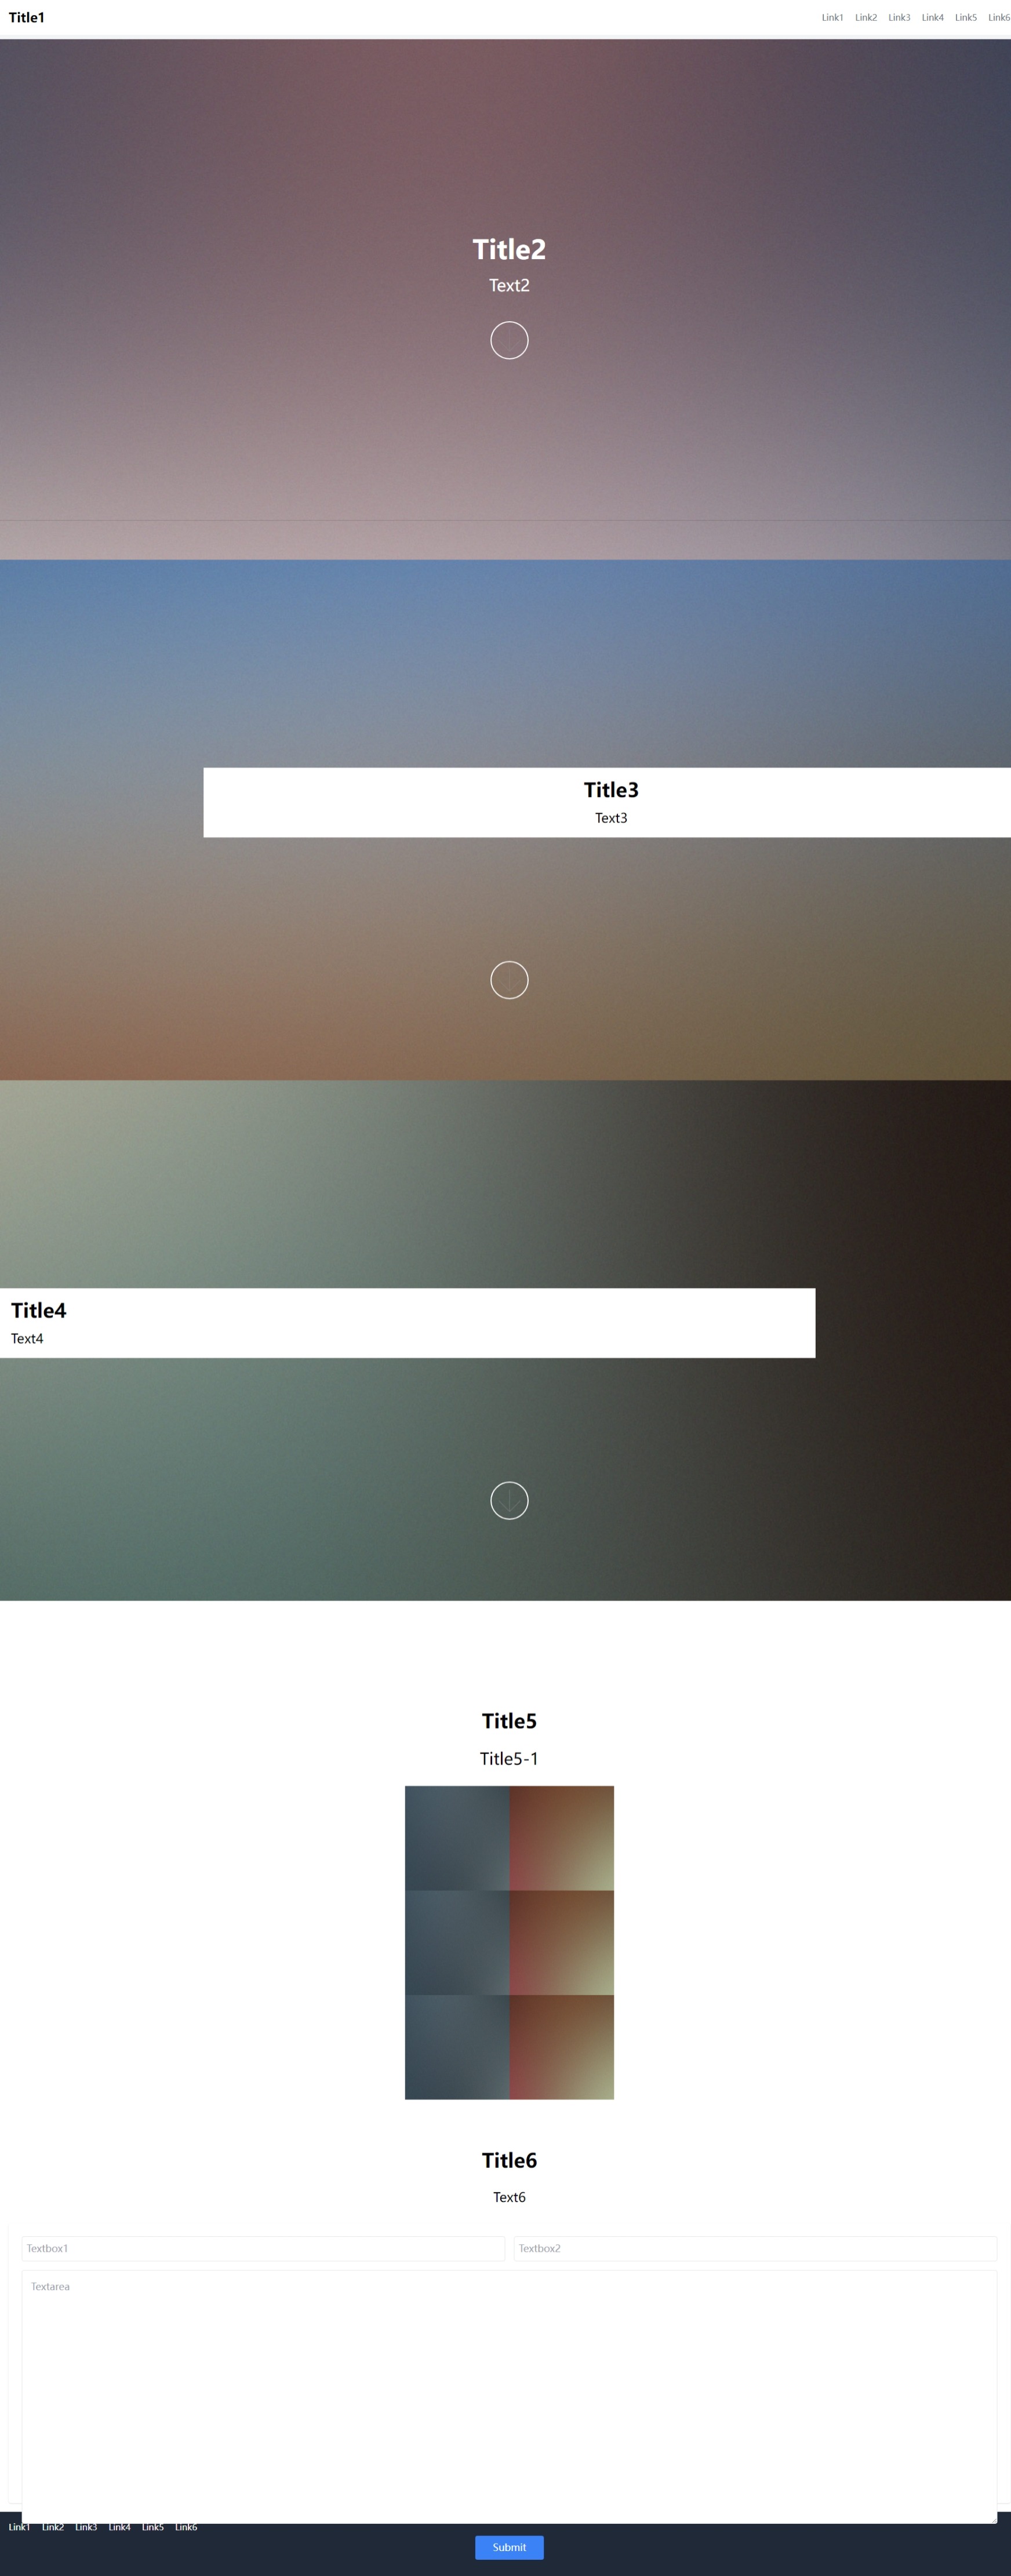 Title1
Link1 Link2 Link3 Link4 Link5 Link6
Title2
Text2
Title3
Text3
Title4
Text4
Title5
Title5-1
Title6
Text6
Textbox1 Textbox2
Textarea
Link1 Link2 Link3 Link4 Link5 Link6
Submit